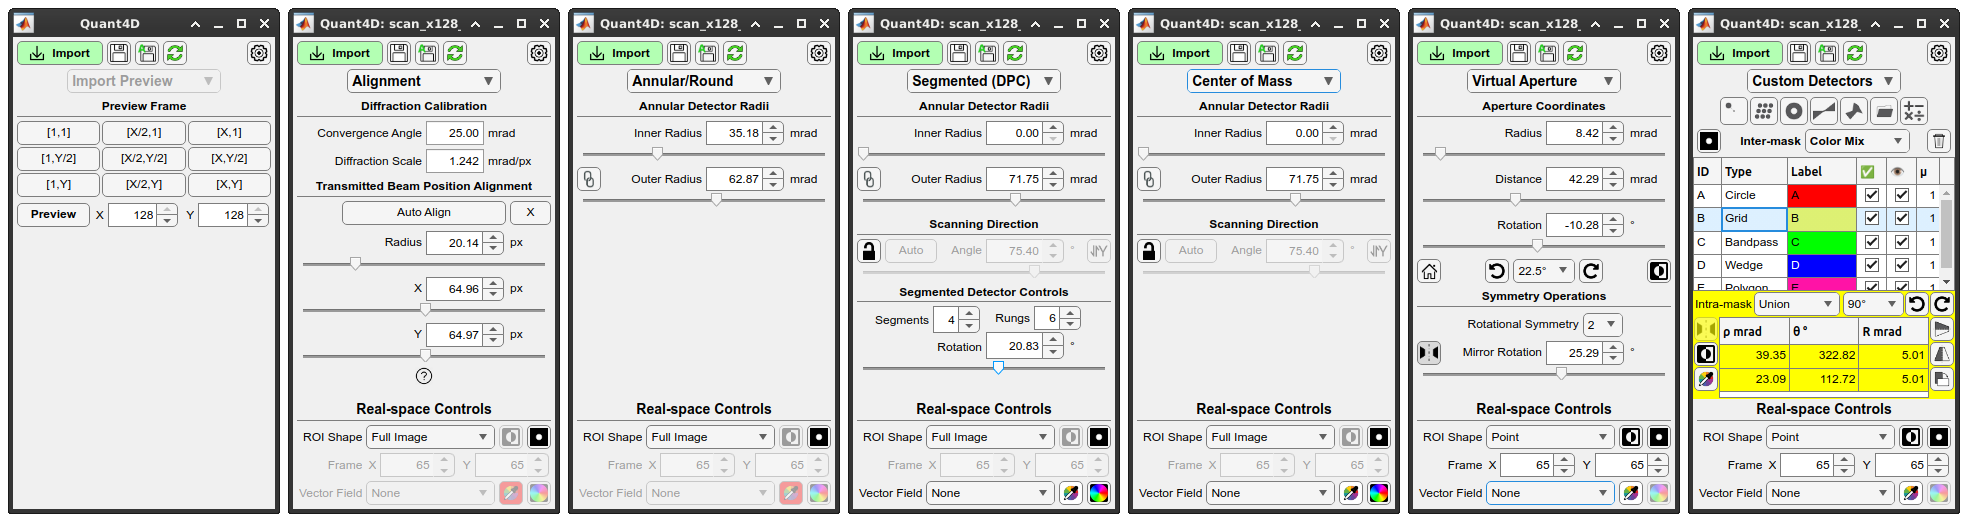 Quant4D
Import
Import Preview
Preview Frame
[1,1] [X/2,1] [X,1]
[1,Y/2] [X/2,Y/2] [X,Y/2]
[1,Y] [X/2,Y] [X,Y]
Preview X 128 Y 128
Quant4D: scan_x128_
Import
Alignment
Diffraction Calibration
Convergence Angle 25.00 mrad
Diffraction Scale 1.242 mrad/px
Transmitted Beam Position Alignment
Auto Align X
Radius 20.14 px
X 64.96 px
Y 64.97 px
?
Real-space Controls
ROI Shape Full Image
Frame X 65 Y 65
Vector Field None
Quant4D: scan_x128_
Import
Annular/Round
Annular Detector Radii
Inner Radius 35.18 mrad
Outer Radius 62.87 mrad
Real-space Controls
ROI Shape Full Image
Frame X 65 Y 65
Vector Field None
Quant4D: scan_x128_
Import
Segmented (DPC)
Annular Detector Radii
Inner Radius 0.00 mrad
Outer Radius 71.75 mrad
Scanning Direction
Auto Angle 75.40 °
Segmented Detector Controls
Segments 4 Rungs 6
Rotation 20.83 °
Real-space Controls
ROI Shape Full Image
Frame X 65 Y 65
Vector Field None
Quant4D: scan_x128_
Import
Center of Mass
Annular Detector Radii
Inner Radius 0.00 mrad
Outer Radius 71.75 mrad
Scanning Direction
Auto Angle 75.40 °
Real-space Controls
ROI Shape Full Image
Frame X 65 Y 65
Vector Field None
Quant4D: scan_x128_
Import
Virtual Aperture
Aperture Coordinates
Radius 8.42 mrad
Distance 42.29 mrad
Rotation -10.28 °
22.5°
Symmetry Operations
Rotational Symmetry 2
Mirror Rotation 25.29 °
Real-space Controls
ROI Shape Point
Frame X 65 Y 65
Vector Field None
Quant4D: scan_x128_
Import
Custom Detectors
Inter-mask Color Mix
ID Type Label µ
A Circle A 1
B Grid B 1
C Bandpass C 1
D Wedge D 1
E Polygon E
Intra-mask Union 90°
ρ mrad θ ° R mrad
39.35 322.82 5.01
23.09 112.72 5.01
Real-space Controls
ROI Shape Point
Frame X 65 Y 65
Vector Field None